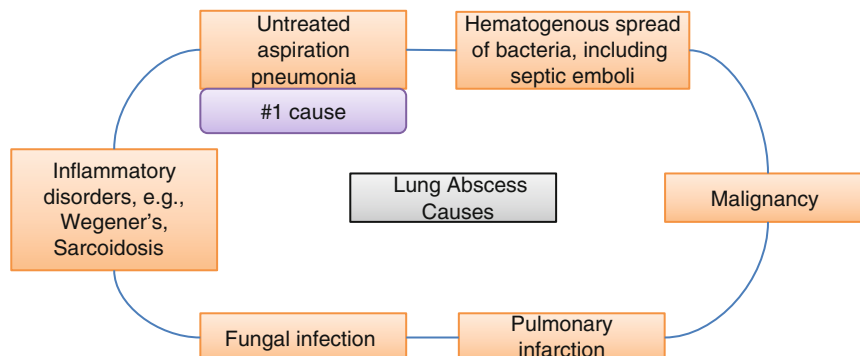 Untreated
aspiration
pneumonia
#1 cause
Hematogenous spread
of bacteria, including
septic emboli
Inflammatory
disorders, e.g.,
Wegener's,
Sarcoidosis
Lung Abscess
Causes
Malignancy
Fungal infection
Pulmonary
infarction